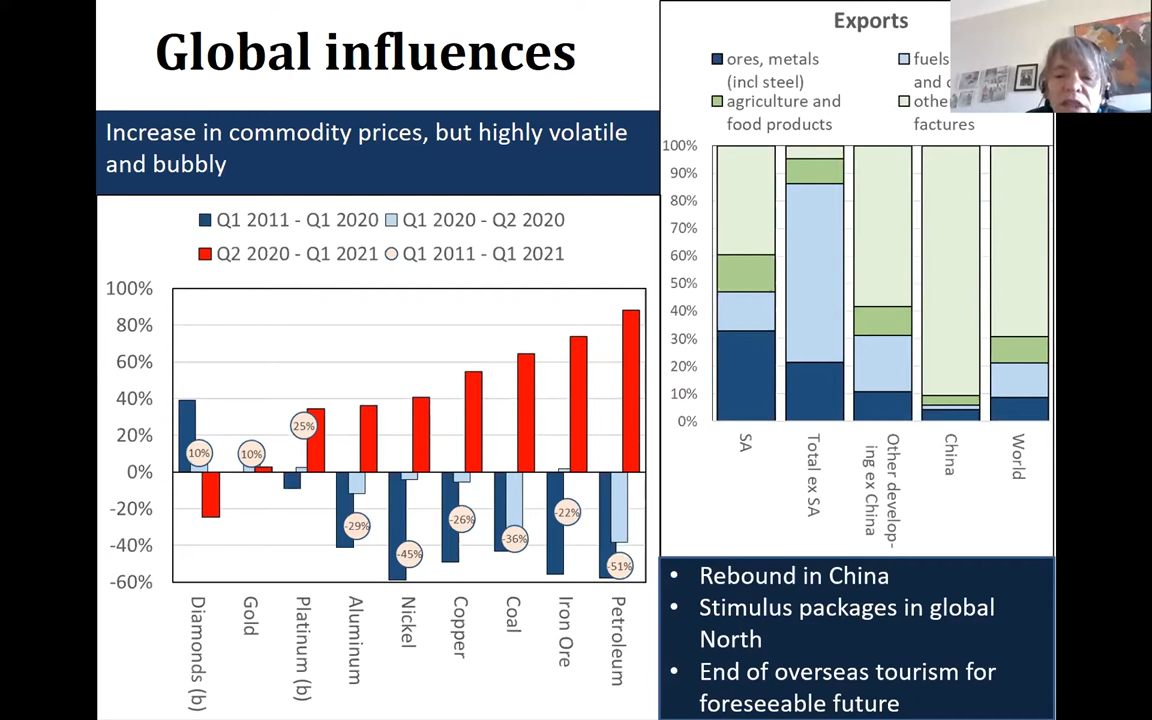 Global influences
Increase in commodity prices, but highly volatile
and bubbly
Q1 2011 - Q1 2020 Q1 2020 - Q2 2020
Q2 2020 - Q1 2021 Q1 2011 - Q1 2021
100%
80%
60%
40%
20%
0%
-20%
-40%
-60%
10%
10%
25%
-29%
-45%
-26%
-36%
-22%
-51%
Diamonds (b)
Gold
Platinum (b)
Aluminum
Nickel
Copper
Coal
Iron Ore
Petroleum
Exports
ores, metals
(incl steel)
fuels
and
agriculture and
food products
factures
100%
90%
80%
70%
60%
50%
40%
30%
20%
10%
0%
SA
Total ex SA
Other develop-
ing ex China
China
World
• Rebound in China
• Stimulus packages in global
North
• End of overseas tourism for
foreseeable future